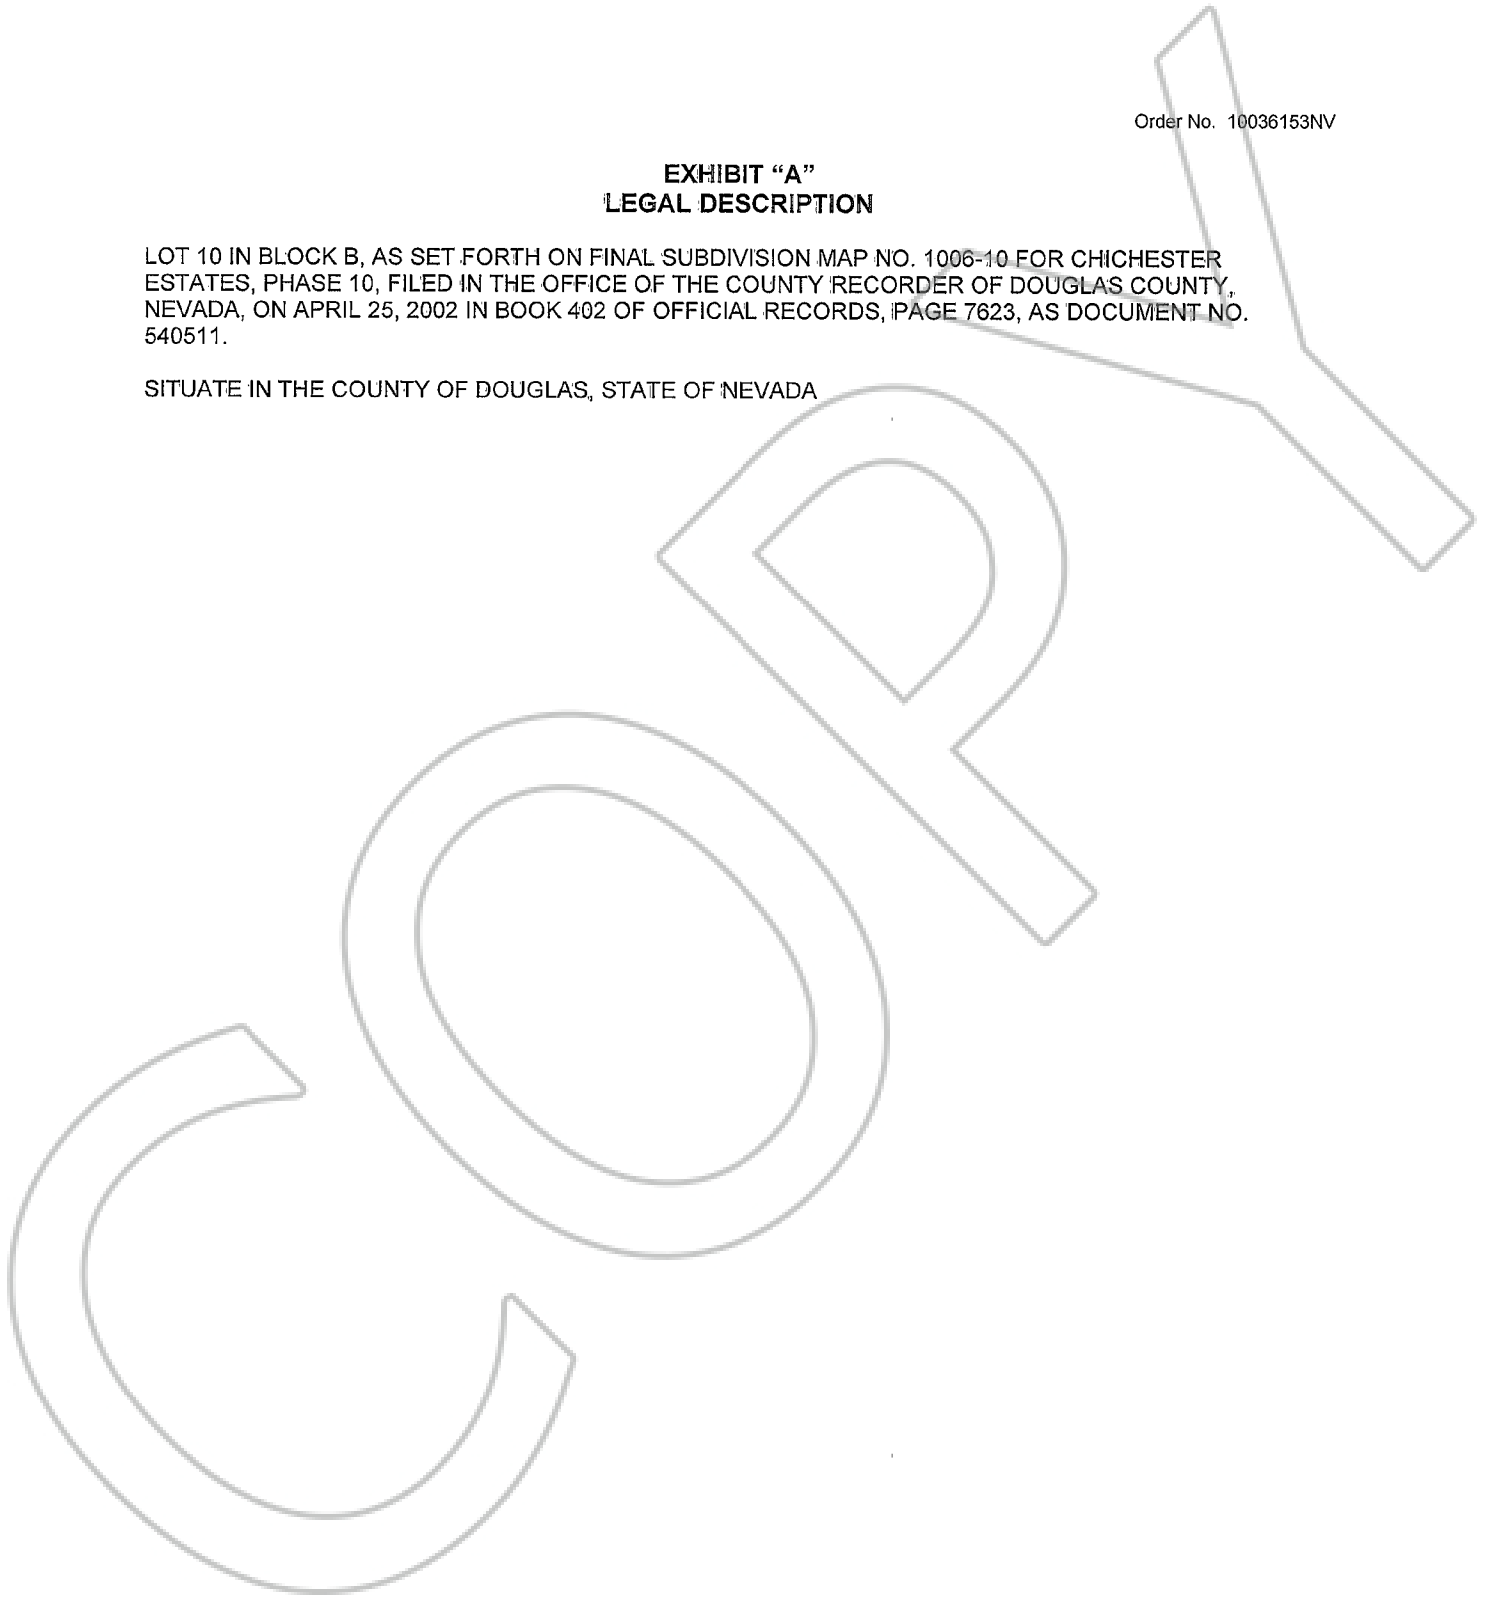 Order No. 10036153NV
EXHIBIT “A”
LEGAL DESCRIPTION
LOT 10 IN BLOCK B, AS SET FORTH ON FINAL SUBDIVISION MAP NO. 1006-10 FOR CHICHESTER
ESTATES, PHASE 10, FILED IN THE OFFICE OF THE COUNTY RECORDER OF DOUGLAS COUNTY,
NEVADA, ON APRIL 25, 2002 IN BOOK 402 OF OFFICIAL RECORDS, PAGE 7623, AS DOCUMENT NO.
540511.
SITUATE IN THE COUNTY OF DOUGLAS, STATE OF NEVADA
COPY